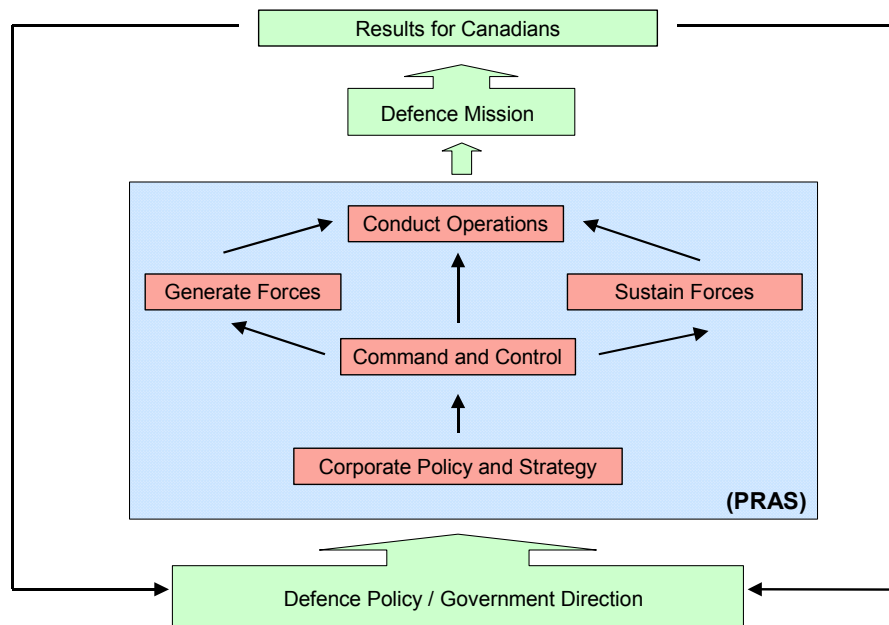 Results for Canadians
Defence Mission
Conduct Operations
Generate Forces
Sustain Forces
Command and Control
Corporate Policy and Strategy
(PRAS)
Defence Policy / Government Direction